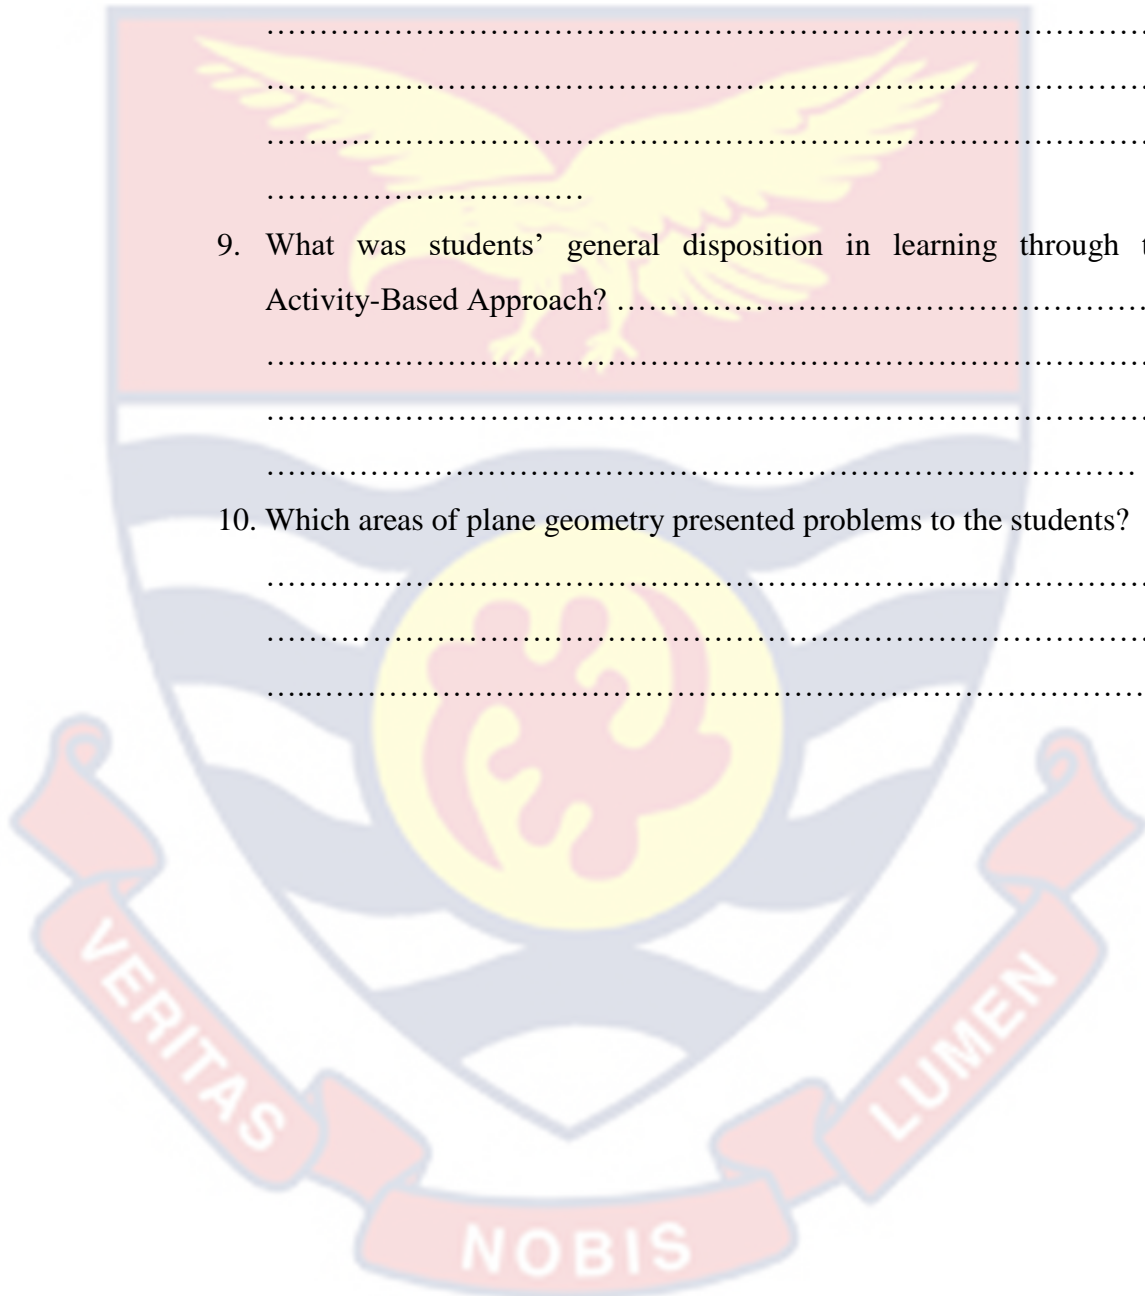 ……………………………………………………………………………
……………………………………………………………………………
……………………………………………………………………………
…………………………
9. What was students’ general disposition in learning through t
Activity-Based Approach? ……………………………………………
……………………………………………………………………………
……………………………………………………………………………
…….……………………………………………………………………
10. Which areas of plane geometry presented problems to the students?
……………………………………………………………………………
……………………………………………………………………………
…..………………………………………………………………………
VERITAS
NOBIS
LUMEN